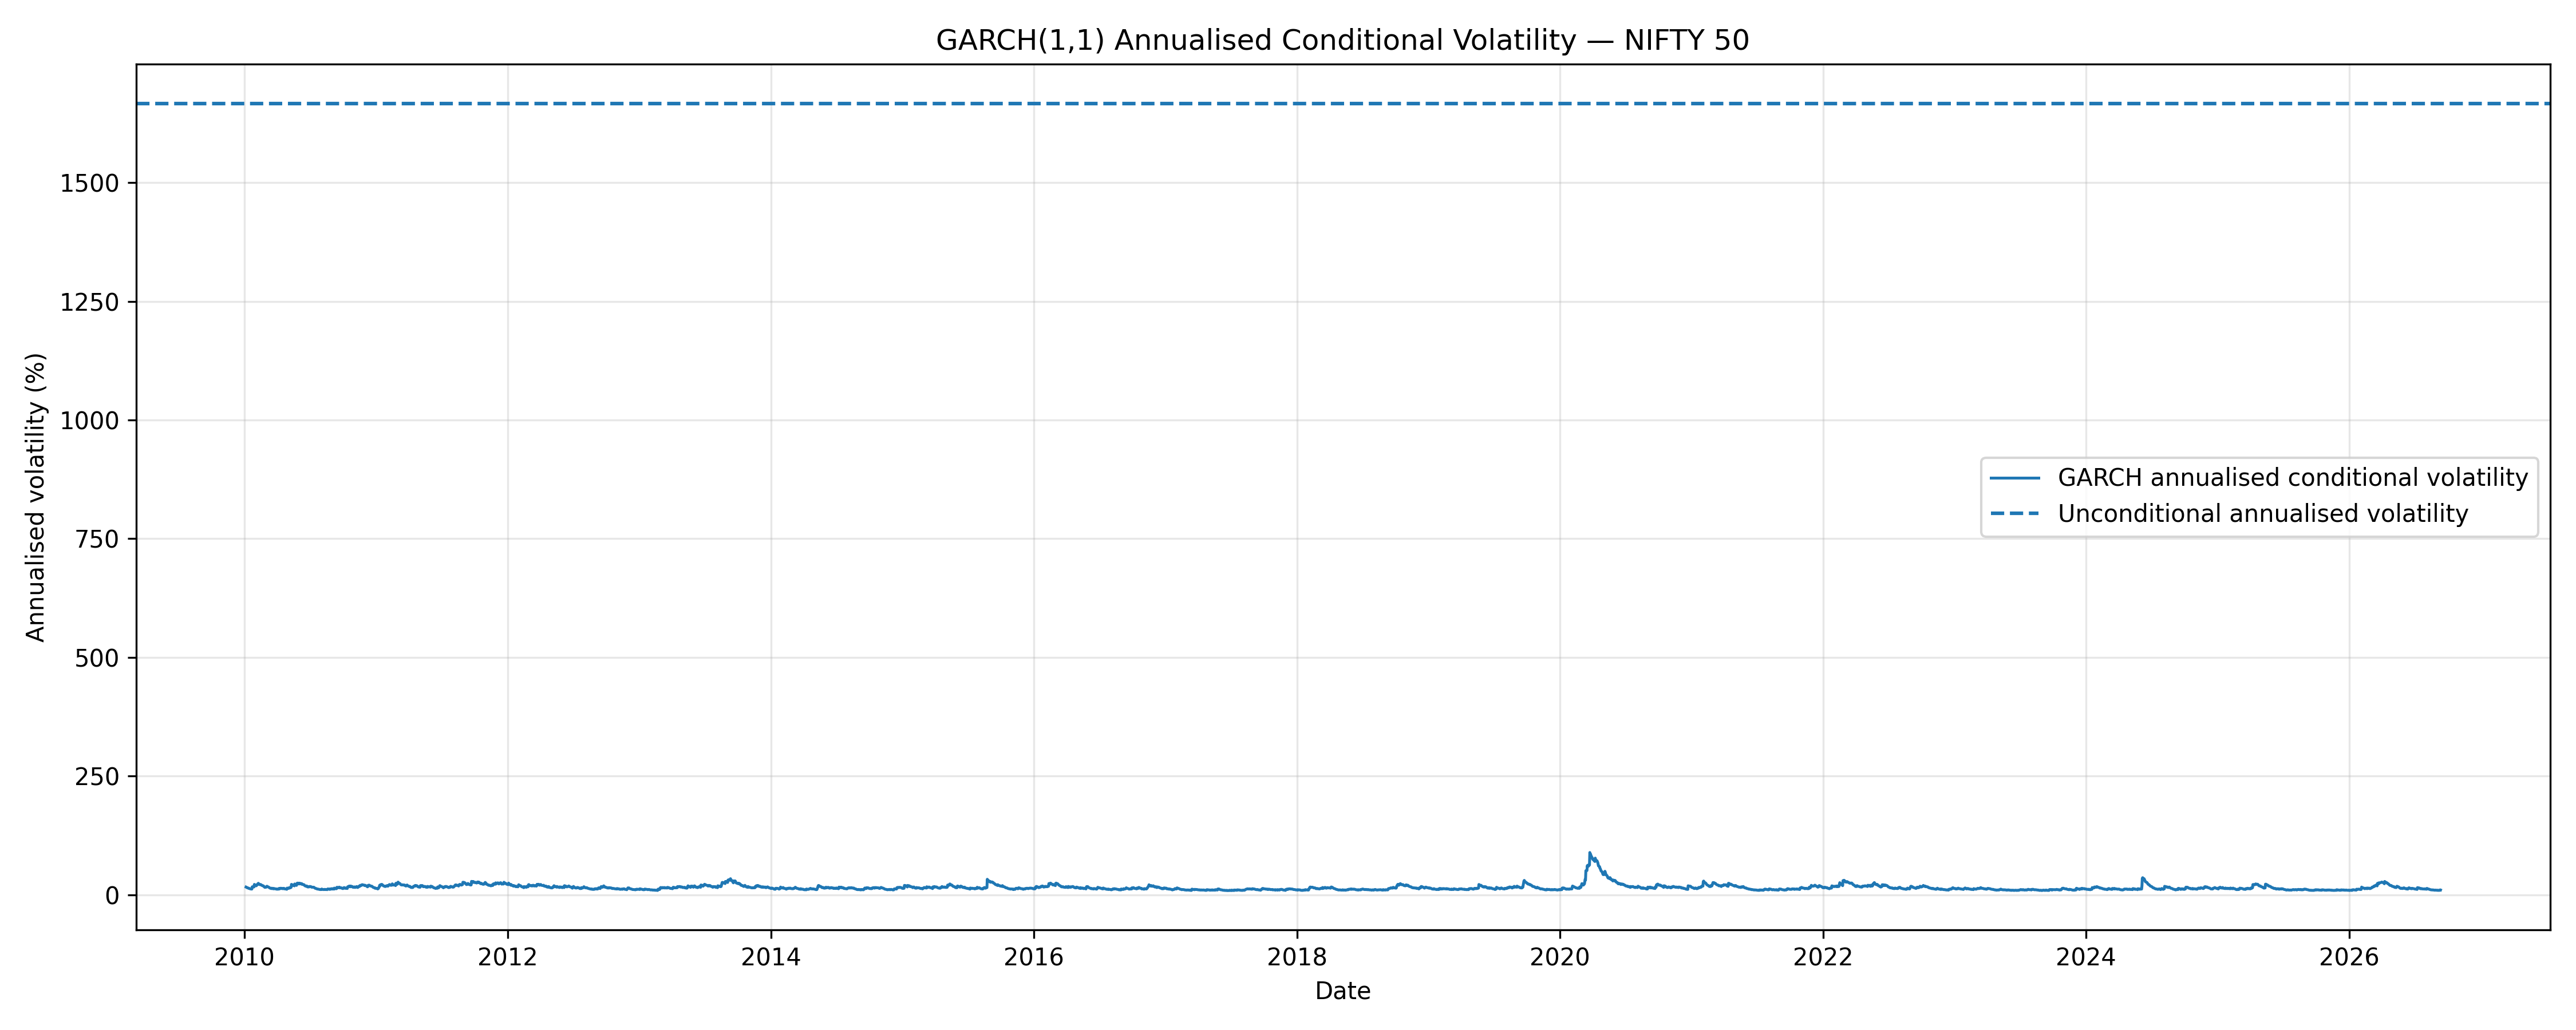 GARCH(1,1) Annualised Conditional Volatility — NIFTY 50
Annualised volatility (%)
1500
1250
1000
750
500
250
0
GARCH annualised conditional volatility
Unconditional annualised volatility
2010 2012 2014 2016 2018 2020 2022 2024 2026
Date